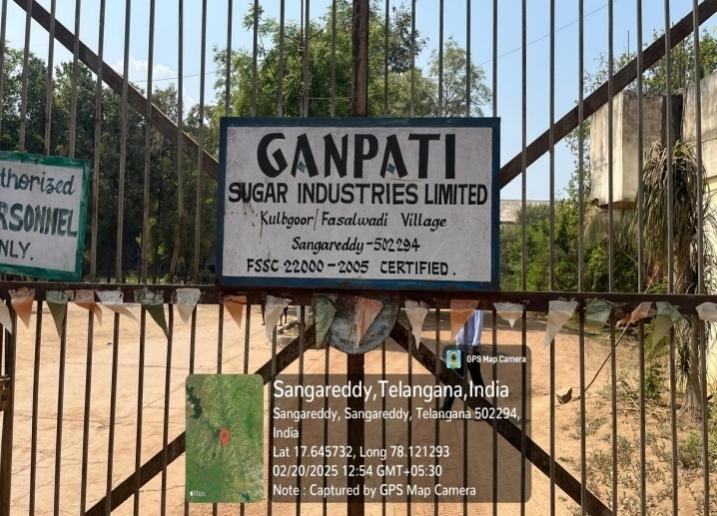 thorized
ERSONNEL
NLY.
GANPATI
SUGAR INDUSTRIES LIMITED
Kulbgoor/Fasalwadi Village
Sangareddy-502294
FSSC 22000-2005 CERTIFIED.
GPS Map Camera
Sangareddy,Telangana,India
Sangareddy, Sangareddy, Telangana 502294,
India
Lat 17.645732, Long 78.121293
02/20/2025 12:54 GMT+05:30
Note : Captured by GPS Map Camera
Maps